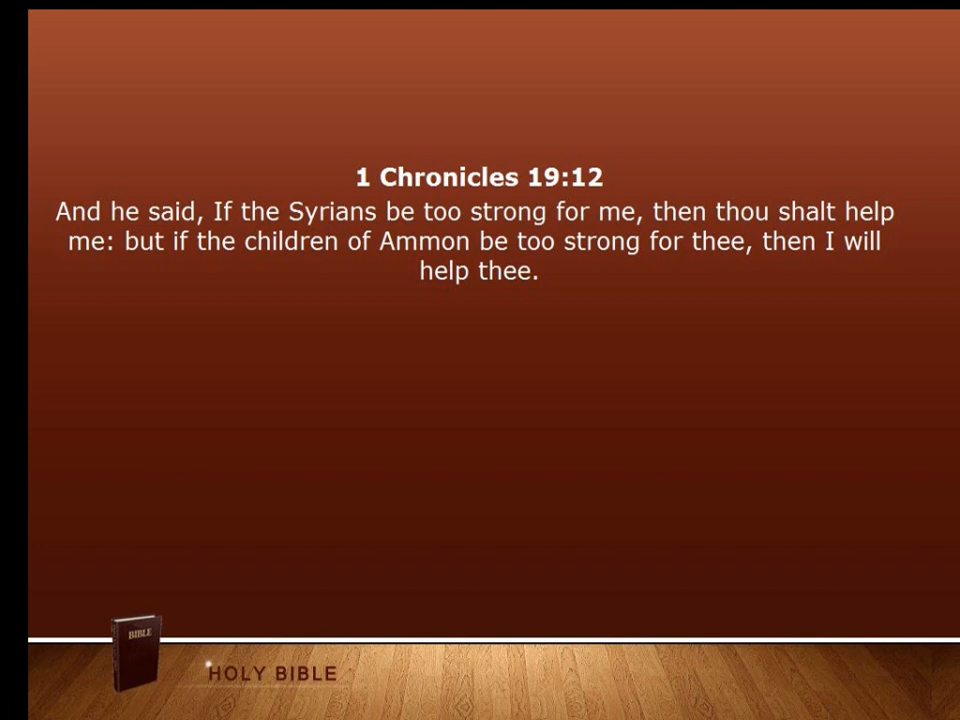 1 Chronicles 19:12
And he said, If the Syrians be too strong for me, then thou shalt help
me: but if the children of Ammon be too strong for thee, then I will
help thee.
BIBLE
HOLY BIBLE